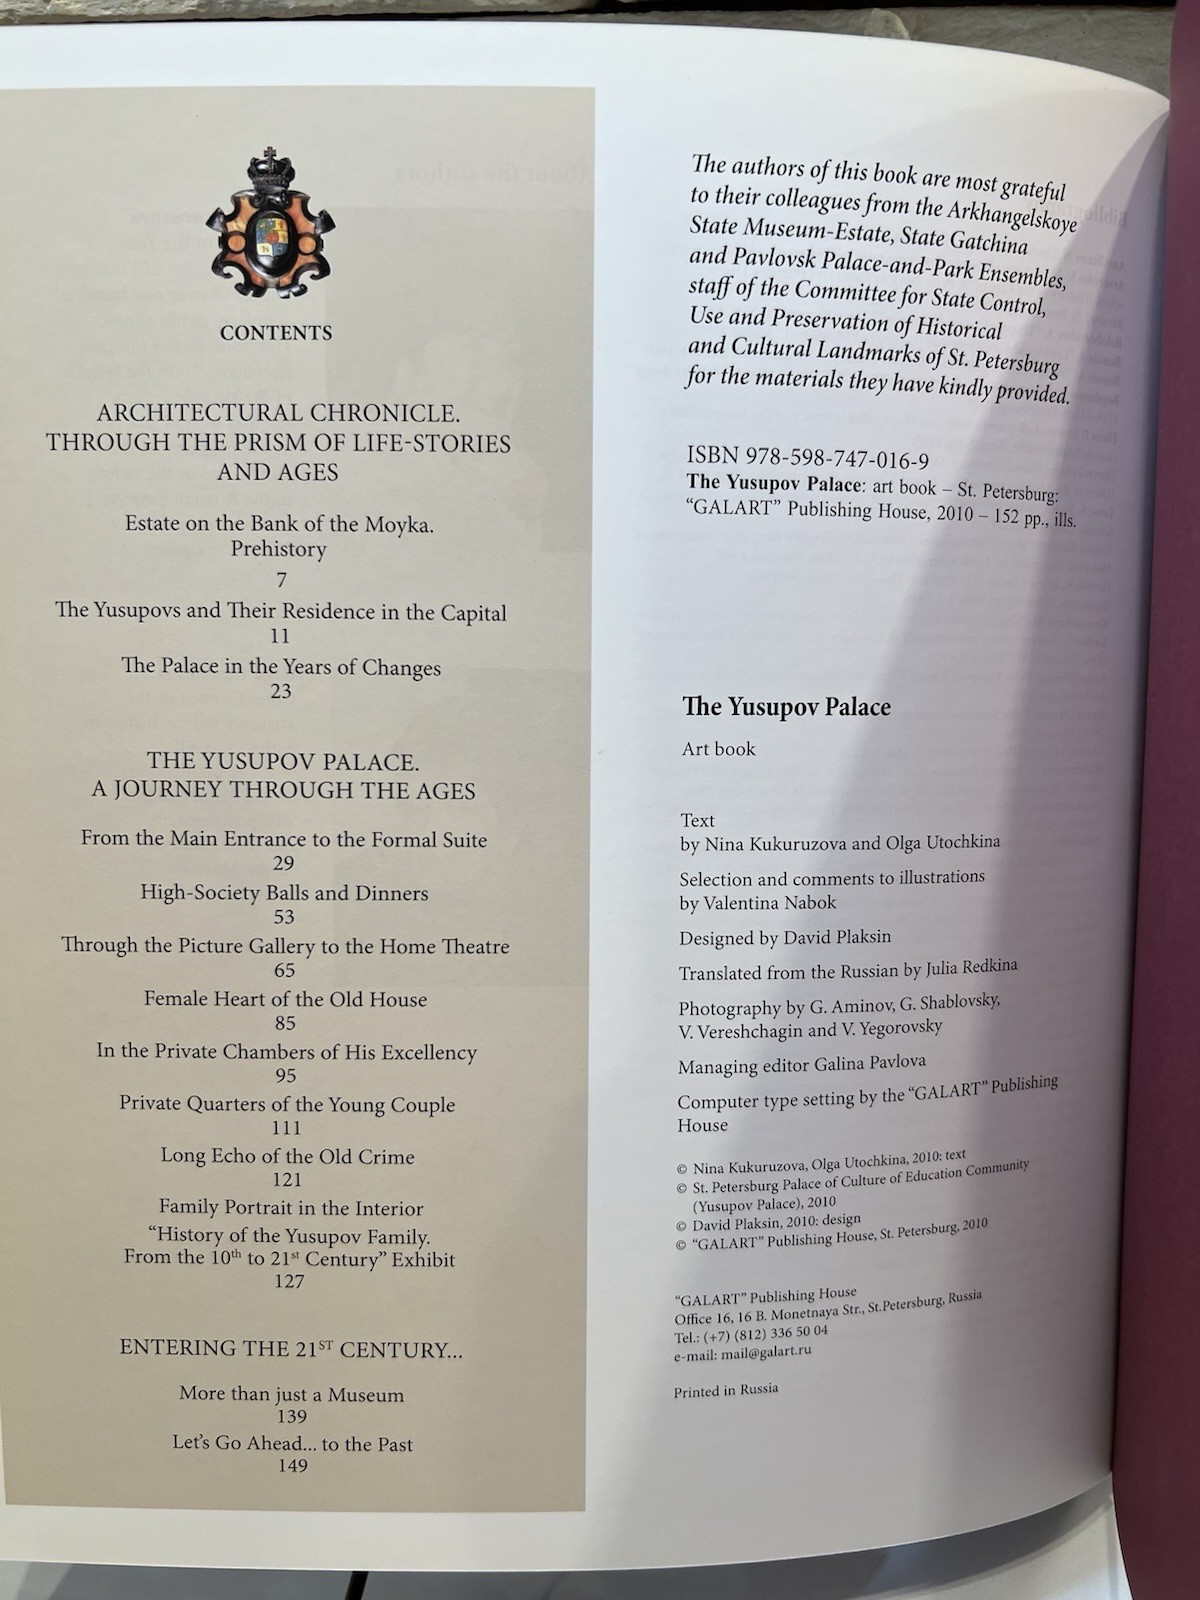 CONTENTS
ARCHITECTURAL CHRONICLE.
THROUGH THE PRISM OF LIFE-STORIES
AND AGES
Estate on the Bank of the Moyka.
Prehistory
7
The Yusupovs and Their Residence in the Capital
11
The Palace in the Years of Changes
23
THE YUSUPOV PALACE.
A JOURNEY THROUGH THE AGES
From the Main Entrance to the Formal Suite
29
High-Society Balls and Dinners
53
Through the Picture Gallery to the Home Theatre
65
Female Heart of the Old House
85
In the Private Chambers of His Excellency
95
Private Quarters of the Young Couple
111
Long Echo of the Old Crime
121
Family Portrait in the Interior
“History of the Yusupov Family.
From the 10th to 21st Century” Exhibit
127
ENTERING THE 21ST CENTURY...
More than just a Museum
139
Let's Go Ahead... to the Past
149
The authors of this book are most grateful
to their colleagues from the Arkhangelskoye
State Museum-Estate, State Gatchina
and Pavlovsk Palace-and-Park Ensembles,
staff of the Committee for State Control,
Use and Preservation of Historical
and Cultural Landmarks of St. Petersburg
for the materials they have kindly provided.
ISBN 978-598-747-016-9
The Yusupov Palace: art book – St. Petersburg:
“GALART” Publishing House, 2010 – 152 pp., ills.
The Yusupov Palace
Art book
Text
by Nina Kukuruzova and Olga Utochkina
Selection and comments to illustrations
by Valentina Nabok
Designed by David Plaksin
Translated from the Russian by Julia Redkina
Photography by G. Aminov, G. Shablovsky,
V. Vereshchagin and V. Yegorovsky
Managing editor Galina Pavlova
Computer type setting by the “GALART” Publishing
House
© Nina Kukuruzova, Olga Utochkina, 2010: text
© St. Petersburg Palace of Culture of Education Community
(Yusupov Palace), 2010
© David Plaksin, 2010: design
© “GALART” Publishing House, St. Petersburg, 2010
“GALART” Publishing House
Office 16, 16 B. Monetnaya Str., St.Petersburg, Russia
Tel.: (+7) (812) 336 50 04
e-mail: mail@galart.ru
Printed in Russia